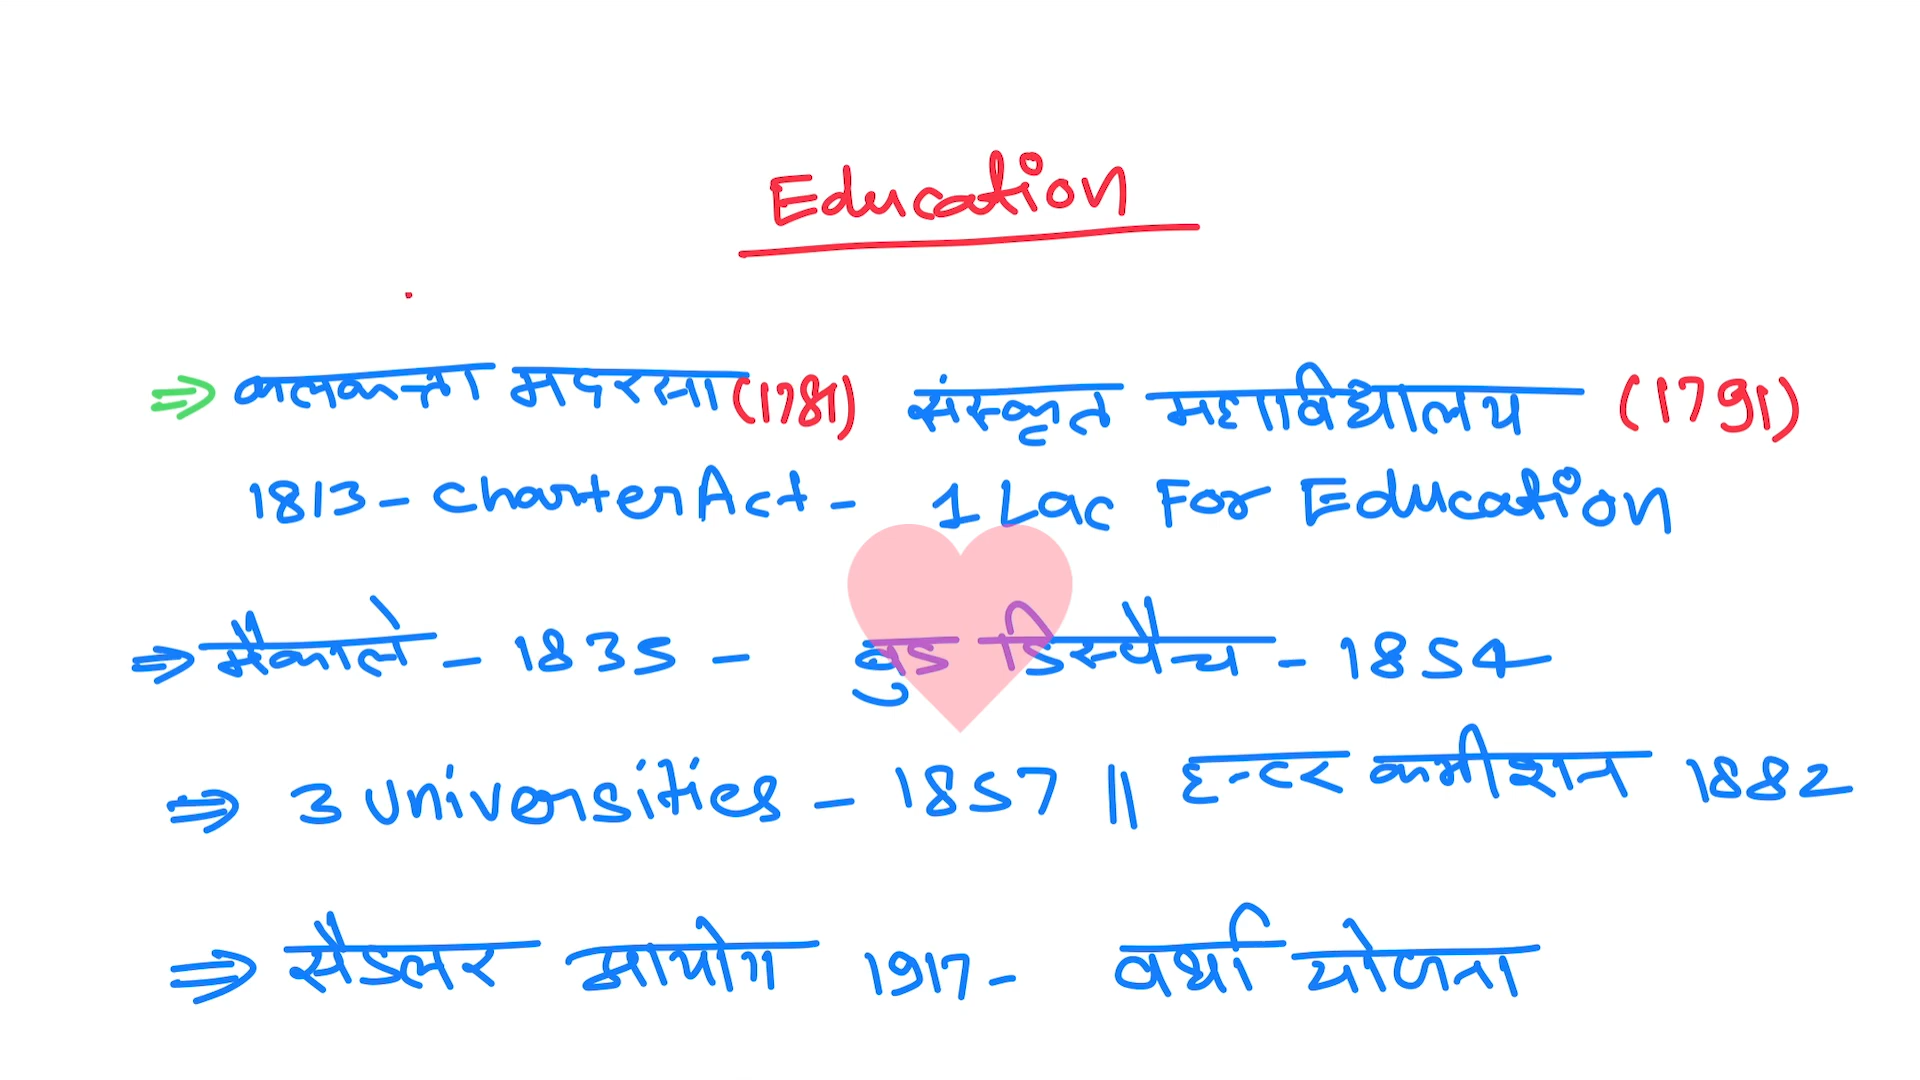 Education
⇒ कलकत्ता मदरसा (1781) संस्कृत महाविद्यालय (1791)
1813 - Charter Act - 1 Lac For Education
⇒ मैकाले - 1835 - वुड डिस्पैच - 1854
⇒ 3 Universities - 1857 || हन्टर कमीशन 1882
⇒ सैडलर आयोग 1917 - वर्धा योजना